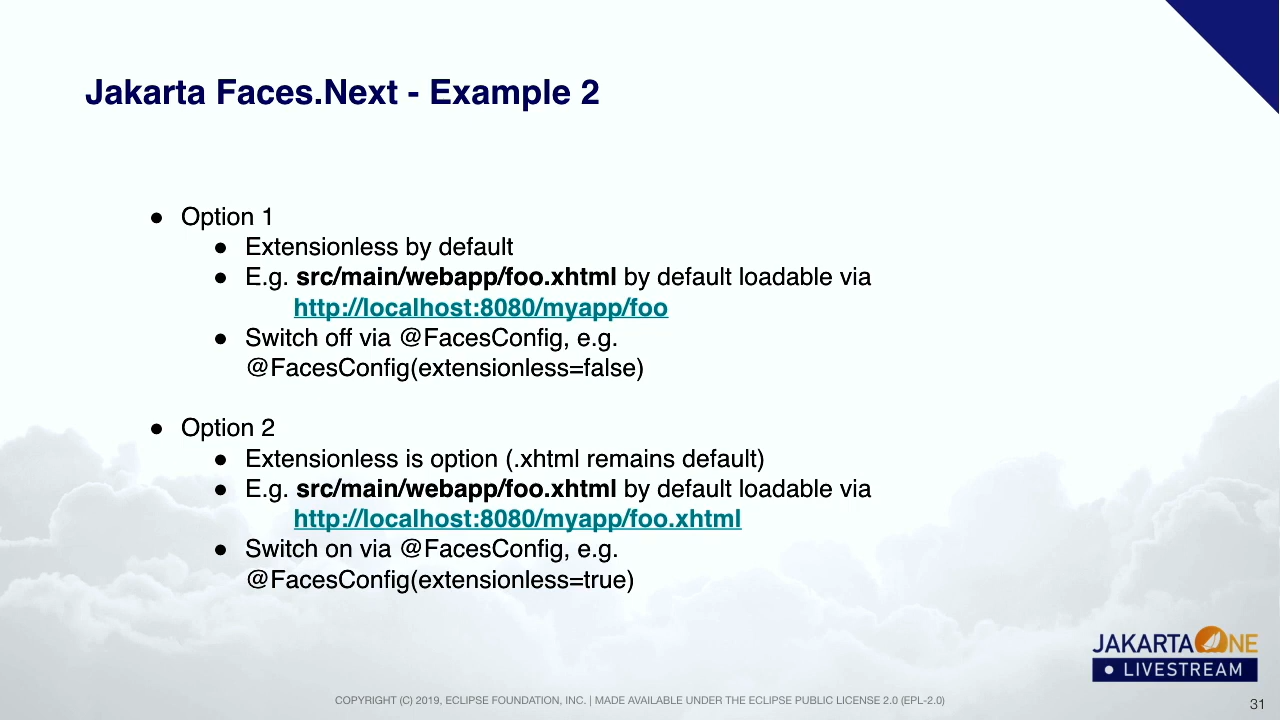 Jakarta Faces.Next - Example 2
● Option 1
● Extensionless by default
● E.g. src/main/webapp/foo.xhtml by default loadable via
http://localhost:8080/myapp/foo
● Switch off via @FacesConfig, e.g.
@FacesConfig(extensionless=false)
● Option 2
● Extensionless is option (.xhtml remains default)
● E.g. src/main/webapp/foo.xhtml by default loadable via
http://localhost:8080/myapp/foo.xhtml
● Switch on via @FacesConfig, e.g.
@FacesConfig(extensionless=true)
JAKARTAONE
● LIVESTREAM
COPYRIGHT (C) 2019, ECLIPSE FOUNDATION, INC. | MADE AVAILABLE UNDER THE ECLIPSE PUBLIC LICENSE 2.0 (EPL-2.0)
31